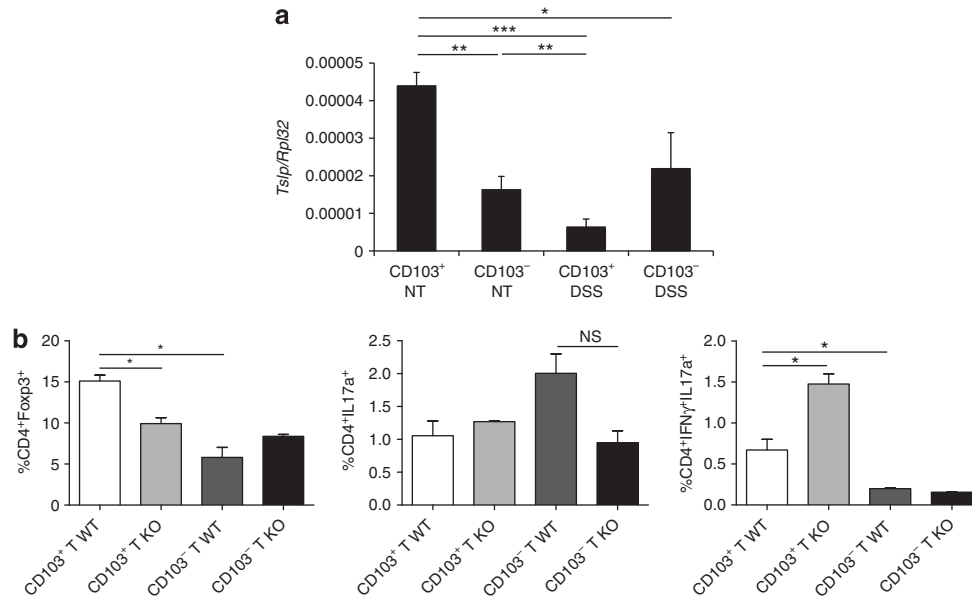 a
*
***
** **
Tslp/Rpl32
0.00005
0.00004
0.00003
0.00002
0.00001
0
CD103⁺ CD103⁻ CD103⁺ CD103⁻
NT NT DSS DSS
b
%CD4⁺Foxp3⁺
20
15
10
5
0
*
*
CD103⁺ T WT
CD103⁺ T KO
CD103⁻ T WT
CD103⁻ T KO
%CD4⁺IL17a⁺
2.5
2.0
1.5
1.0
0.5
0.0
NS
CD103⁺ T WT
CD103⁺ T KO
CD103⁻ T WT
CD103⁻ T KO
%CD4⁺IFNγ⁺IL17a⁺
2.0
1.5
1.0
0.5
0.0
*
*
CD103⁺ T WT
CD103⁺ T KO
CD103⁻ T WT
CD103⁻ T KO